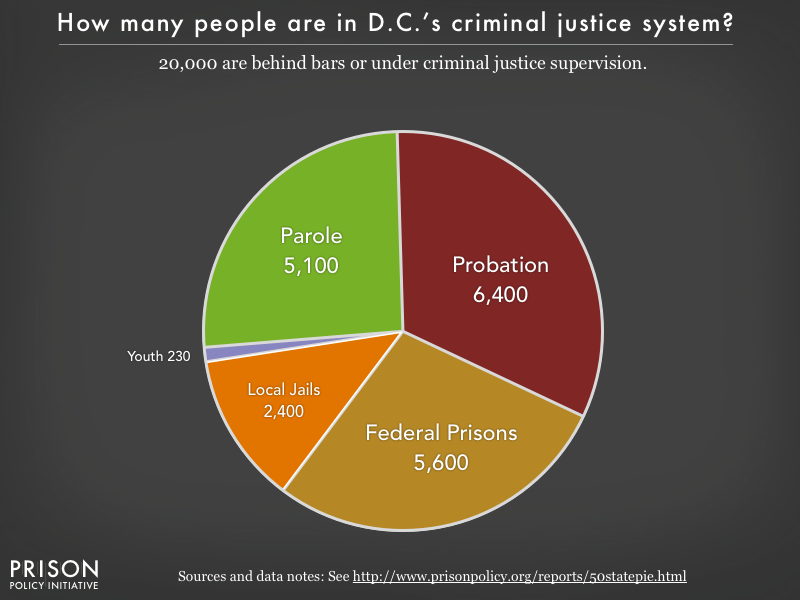 How many people are in D.C.’s criminal justice system?
20,000 are behind bars or under criminal justice supervision.
Parole
5,100
Probation
6,400
Youth 230
Local Jails
2,400
Federal Prisons
5,600
PRISON
POLICY INITIATIVE
Sources and data notes: See http://www.prisonpolicy.org/reports/50statepie.html